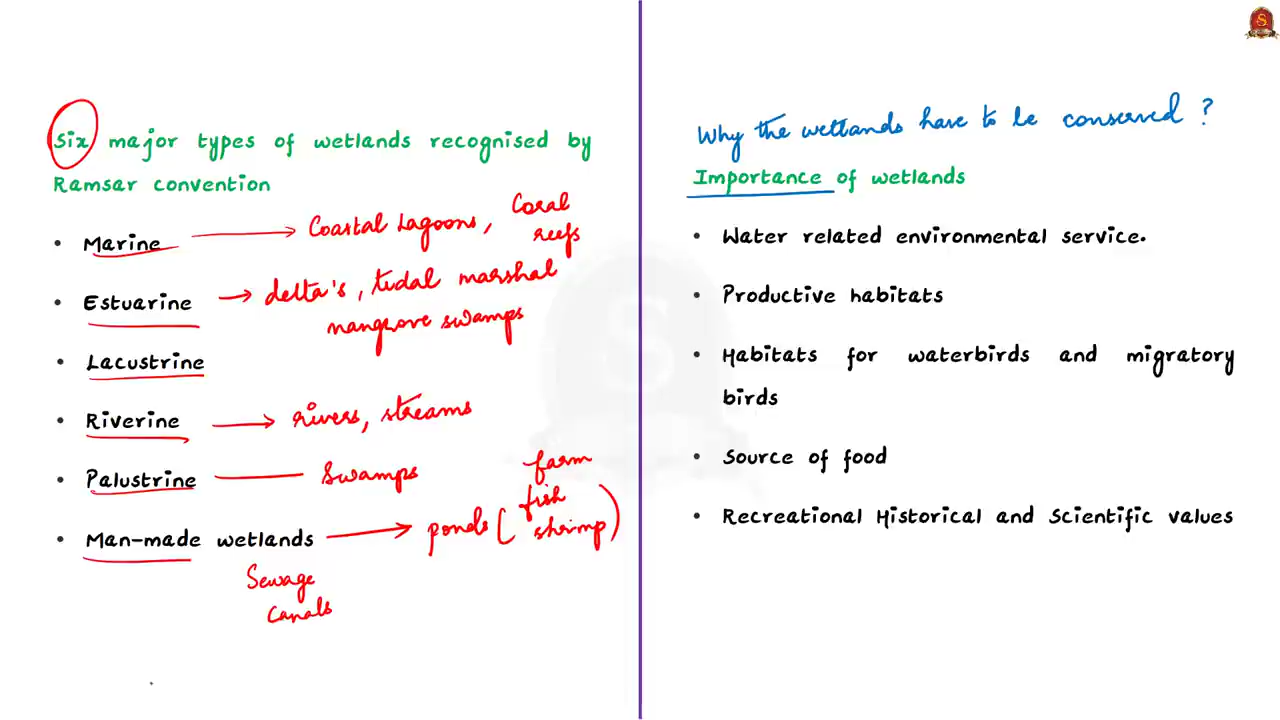 Six major types of wetlands recognised by
Ramsar convention
• Marine → Coastal Lagoons, Coral
reefs
• Estuarine → delta's, tidal marshal
mangrove swamps
• Lacustrine
• Riverine → rivers, streams
• Palustrine — Swamps
• Man-made wetlands → ponds ( farm
fish
shrimp )
Sewage
Canals
Why the wetlands have to be conserved ?
Importance of wetlands
• Water related environmental service.
• Productive habitats
• Habitats for waterbirds and migratory
birds
• Source of food
• Recreational Historical and Scientific values
S